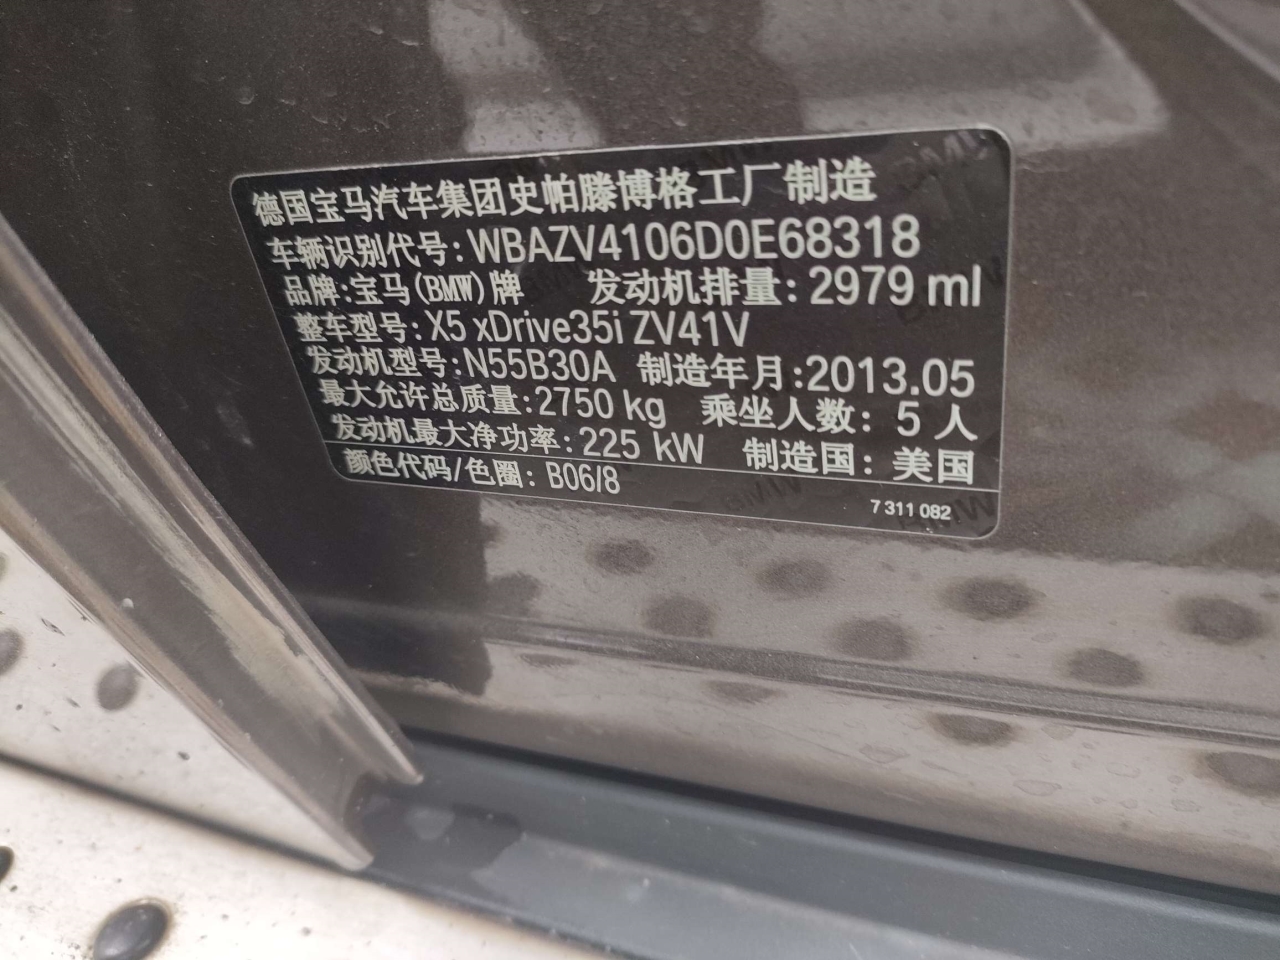 德国宝马汽车集团史帕滕博格工厂制造
车辆识别代号:WBAZV4106D0E68318
品牌:宝马(BMW)牌 发动机排量:2979 ml
整车型号:X5 xDrive35i ZV41V
发动机型号:N55B30A 制造年月:2013.05
最大允许总质量:2750 kg 乘坐人数: 5 人
发动机最大净功率:225 kW 制造国: 美国
颜色代码/色圈: B06/8
7 311 082